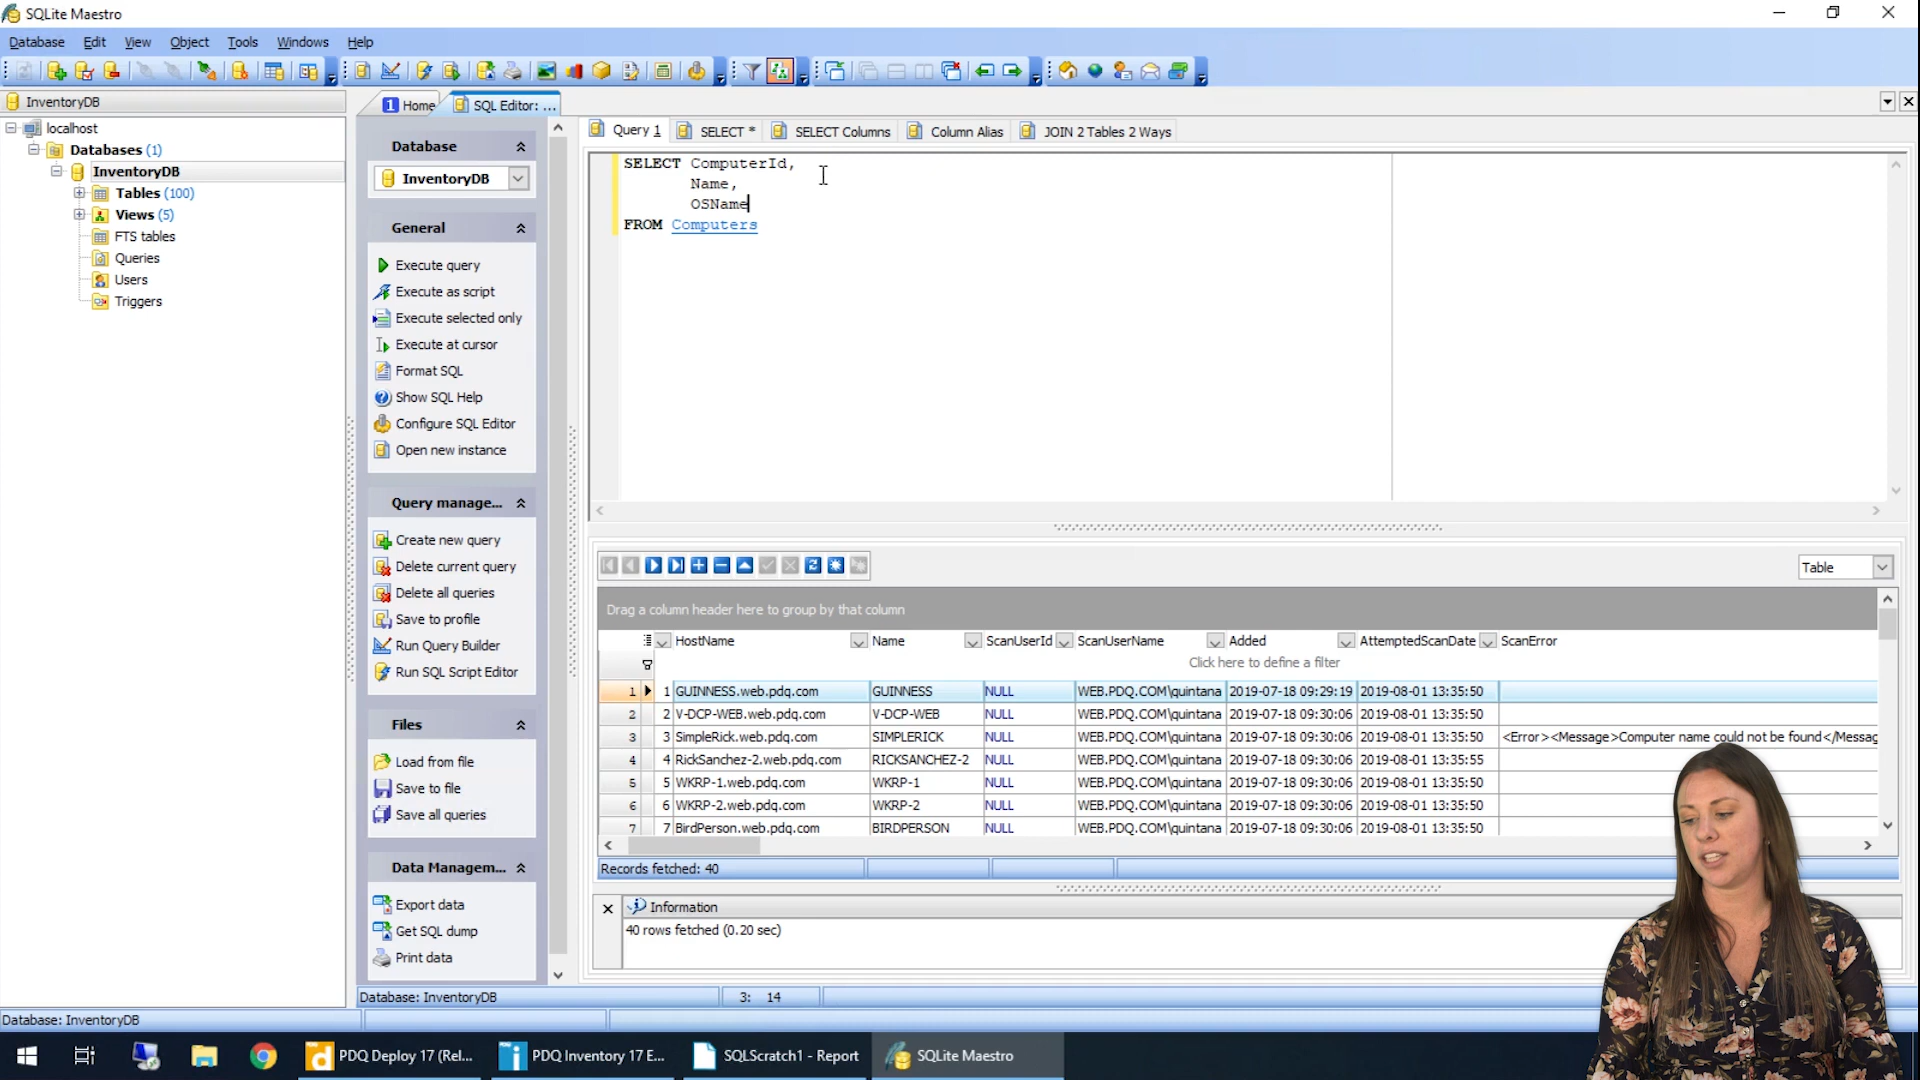 SQLite Maestro
Database Edit View Object Tools Windows Help
InventoryDB
localhost
Databases (1)
InventoryDB
Tables (100)
Views (5)
FTS tables
Queries
Users
Triggers
1 Home
SQL Editor: ...
Database
InventoryDB
General
Execute query
Execute as script
Execute selected only
Execute at cursor
Format SQL
Show SQL Help
Configure SQL Editor
Open new instance
Query manage...
Create new query
Delete current query
Delete all queries
Save to profile
Run Query Builder
Run SQL Script Editor
Files
Load from file
Save to file
Save all queries
Data Managem...
Export data
Get SQL dump
Print data
Query 1 SELECT * SELECT Columns Column Alias JOIN 2 Tables 2 Ways
SELECT ComputerId,
Name,
OSName
FROM Computers
Table
Drag a column header here to group by that column
HostName Name ScanUserId ScanUserName Added AttemptedScanDate ScanError
Click here to define a filter
1 1 GUINNESS.web.pdq.com GUINNESS NULL WEB.PDQ.COM\quintana 2019-07-18 09:29:19 2019-08-01 13:35:50
2 2 V-DCP-WEB.web.pdq.com V-DCP-WEB NULL WEB.PDQ.COM\quintana 2019-07-18 09:30:06 2019-08-01 13:35:50
3 3 SimpleRick.web.pdq.com SIMPLERICK NULL WEB.PDQ.COM\quintana 2019-07-18 09:30:06 2019-08-01 13:35:50 <Error><Message>Computer name could not be found</Messag
4 4 RickSanchez-2.web.pdq.com RICKSANCHEZ-2 NULL WEB.PDQ.COM\quintana 2019-07-18 09:30:06 2019-08-01 13:35:55
5 5 WKRP-1.web.pdq.com WKRP-1 NULL WEB.PDQ.COM\quintana 2019-07-18 09:30:06 2019-08-01 13:35:50
6 6 WKRP-2.web.pdq.com WKRP-2 NULL WEB.PDQ.COM\quintana 2019-07-18 09:30:06 2019-08-01 13:35:50
7 7 BirdPerson.web.pdq.com BIRDPERSON NULL WEB.PDQ.COM\quintana 2019-07-18 09:30:06 2019-08-01 13:35:50
Records fetched: 40
Information
40 rows fetched (0.20 sec)
Database: InventoryDB 3: 14
Database: InventoryDB
PDQ Deploy 17 (Rel... PDQ Inventory 17 E... SQLScratch1 - Report SQLite Maestro